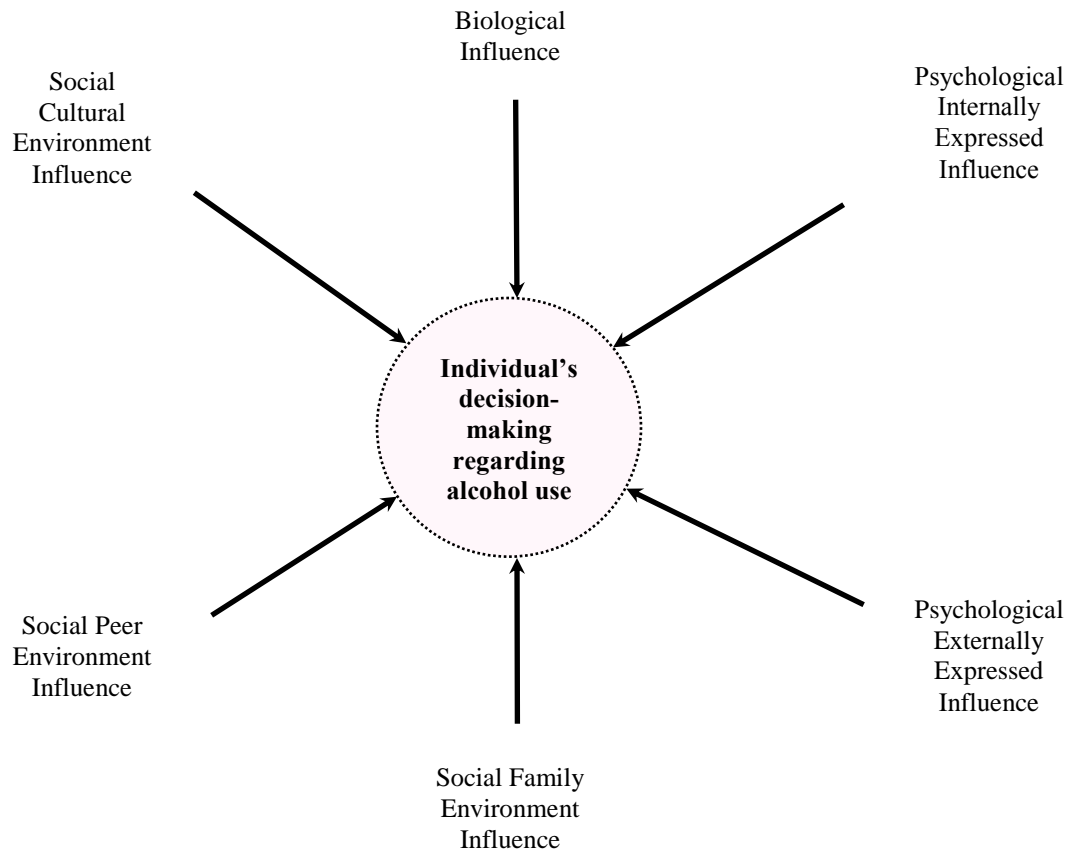 Biological
Influence
Social
Cultural
Environment
Influence
Psychological
Internally
Expressed
Influence
Individual’s
decision-
making
regarding
alcohol use
Social Peer
Environment
Influence
Psychological
Externally
Expressed
Influence
Social Family
Environment
Influence